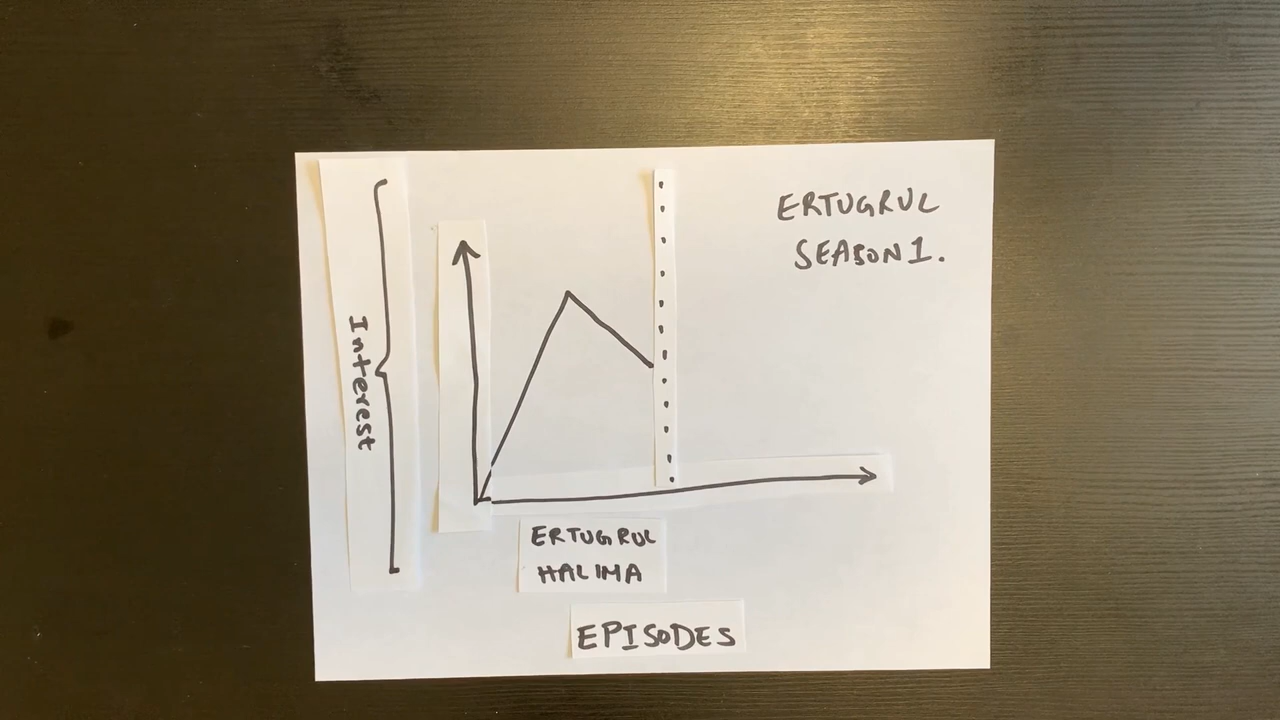 ERTUGRUL
SEASON 1.
Interest
ERTUGRUL
HALIMA
EPISODES